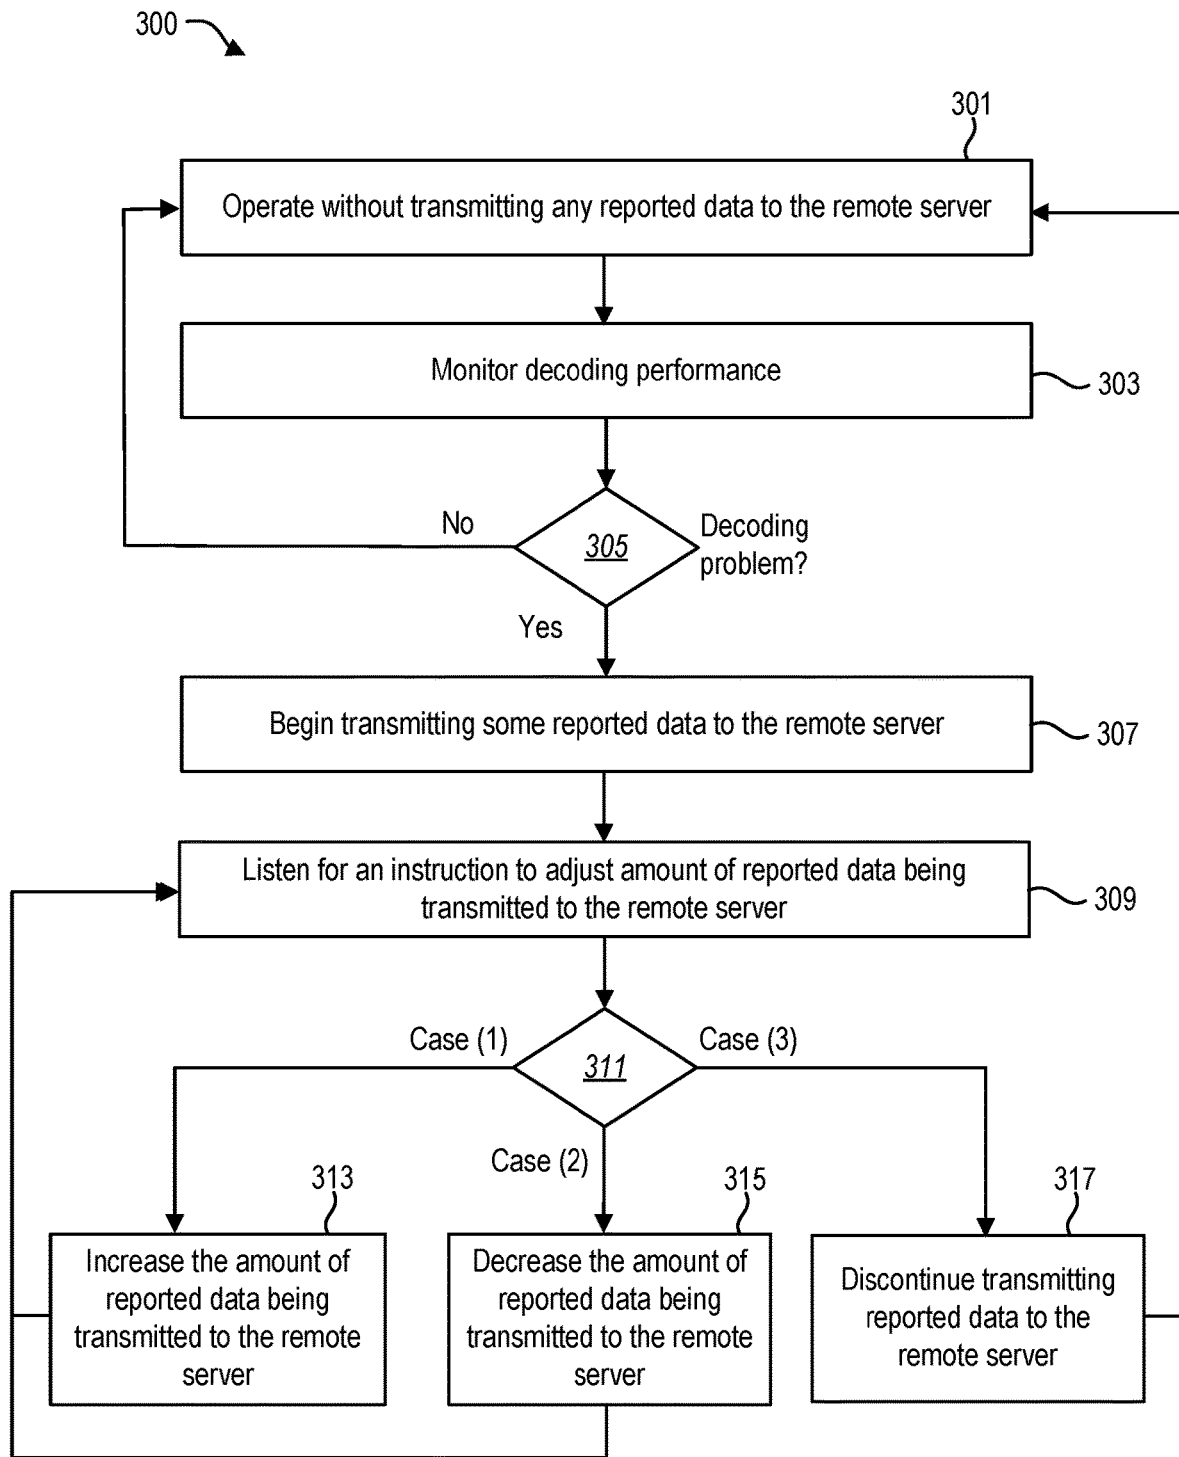 300
301
Operate without transmitting any reported data to the remote server
Monitor decoding performance
303
No
305
Decoding
problem?
Yes
Begin transmitting some reported data to the remote server
307
Listen for an instruction to adjust amount of reported data being
transmitted to the remote server
309
Case (1)
311
Case (3)
Case (2)
313
315
317
Increase the amount of
reported data being
transmitted to the remote
server
Decrease the amount of
reported data being
transmitted to the remote
server
Discontinue transmitting
reported data to the
remote server